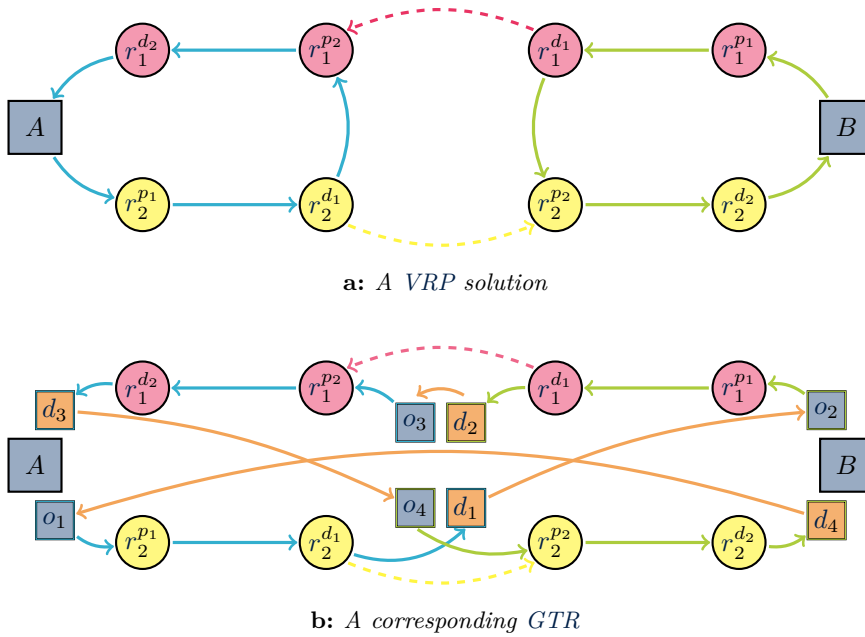 r_1^{d_2} r_1^{p_2} r_1^{d_1} r_1^{p_1}
A B
r_2^{p_1} r_2^{d_1} r_2^{p_2} r_2^{d_2}
a: A VRP solution
r_1^{d_2} r_1^{p_2} r_1^{d_1} r_1^{p_1}
d_3 o_3 d_2 o_2
A B
o_1 o_4 d_1 d_4
r_2^{p_1} r_2^{d_1} r_2^{p_2} r_2^{d_2}
b: A corresponding GTR